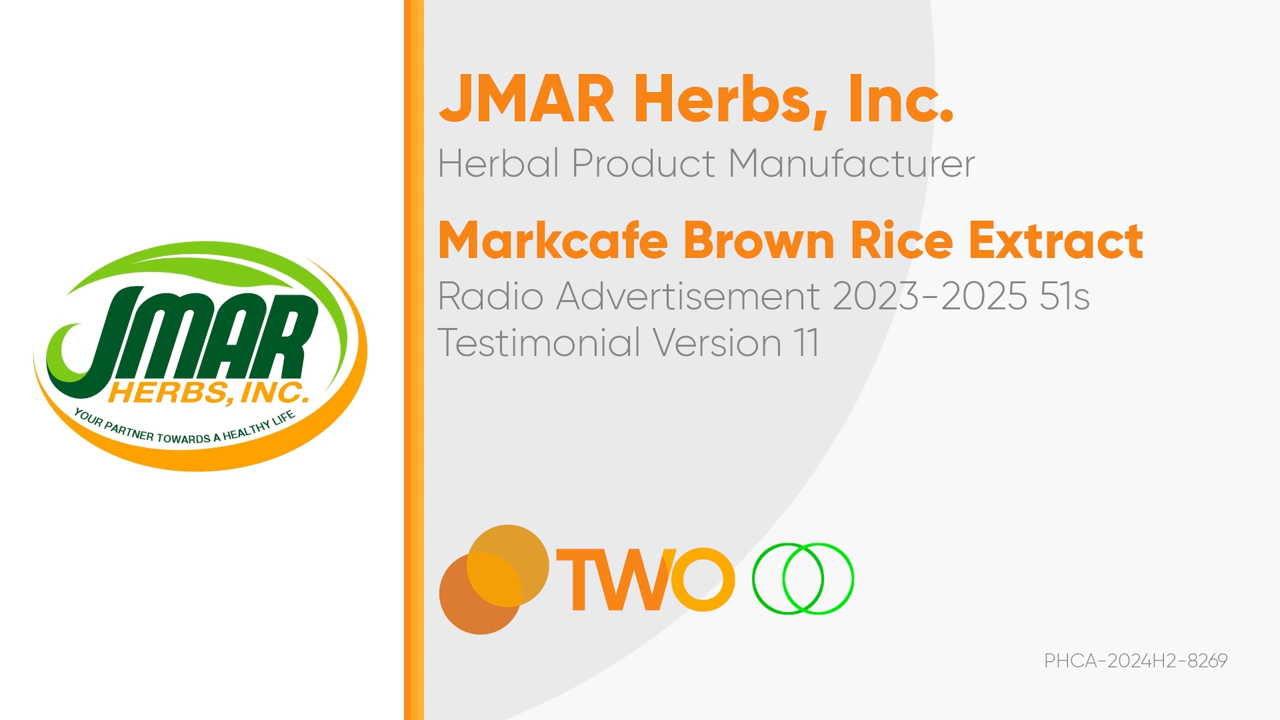 JMAR
HERBS, INC.
YOUR PARTNER TOWARDS A HEALTHY LIFE
JMAR Herbs, Inc.
Herbal Product Manufacturer
Markcafe Brown Rice Extract
Radio Advertisement 2023-2025 51s
Testimonial Version 11
TWO
PHCA-2024H2-8269